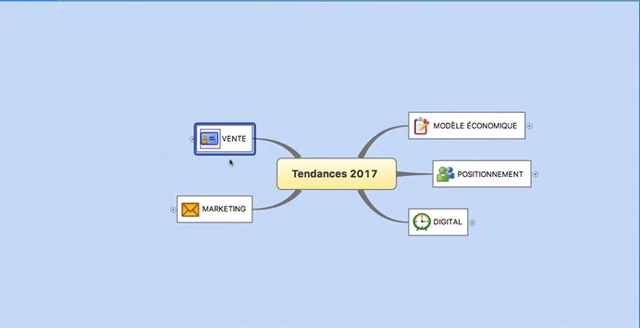 VENTE
MODÈLE ÉCONOMIQUE
Tendances 2017
POSITIONNEMENT
MARKETING
DIGITAL